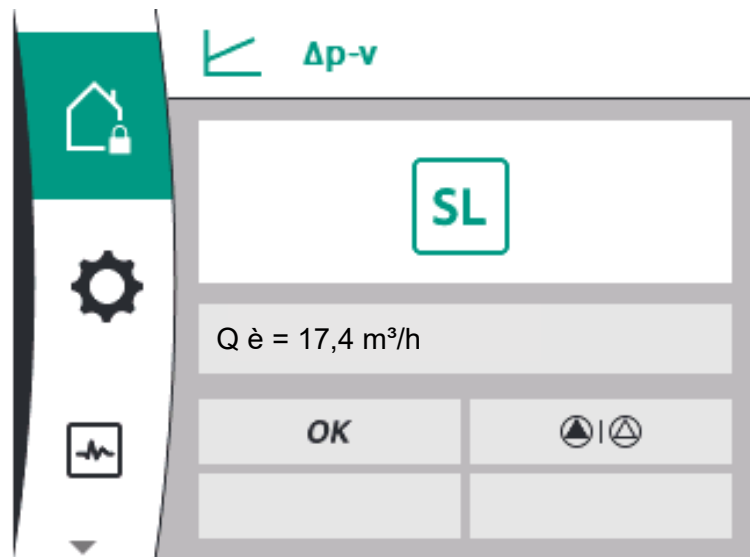 Δp-v
SL
Q è = 17,4 m³/h
OK